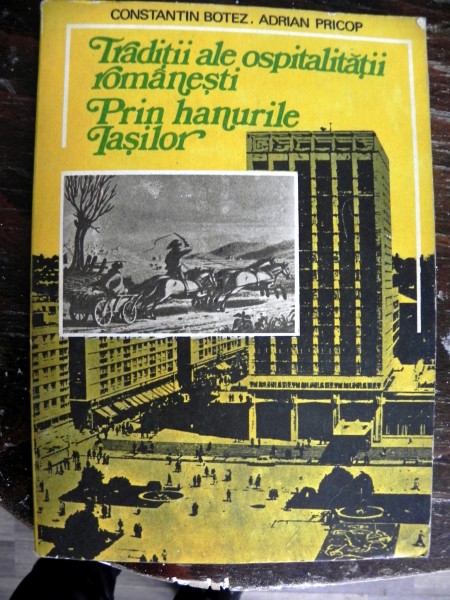 CONSTANTIN BOTEZ. ADRIAN PRICOP
Tradiții ale ospitalității
românești
Prin hanurile
Iașilor